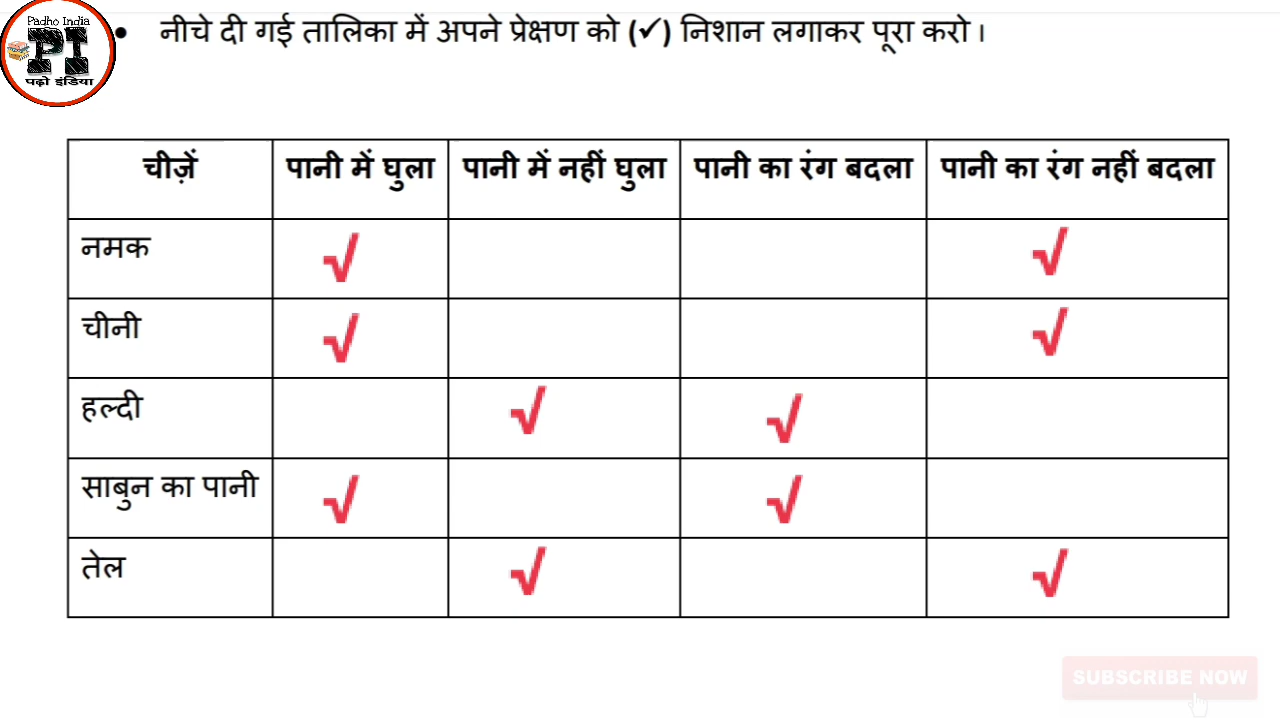 Padho India
PI
पढ़ो इंडिया
• नीचे दी गई तालिका में अपने प्रेक्षण को (✓) निशान लगाकर पूरा करो।
चीज़ें पानी में घुला पानी में नहीं घुला पानी का रंग बदला पानी का रंग नहीं बदला
नमक √ √
चीनी √ √
हल्दी √ √
साबुन का पानी √ √
तेल √ √
SUBSCRIBE NOW